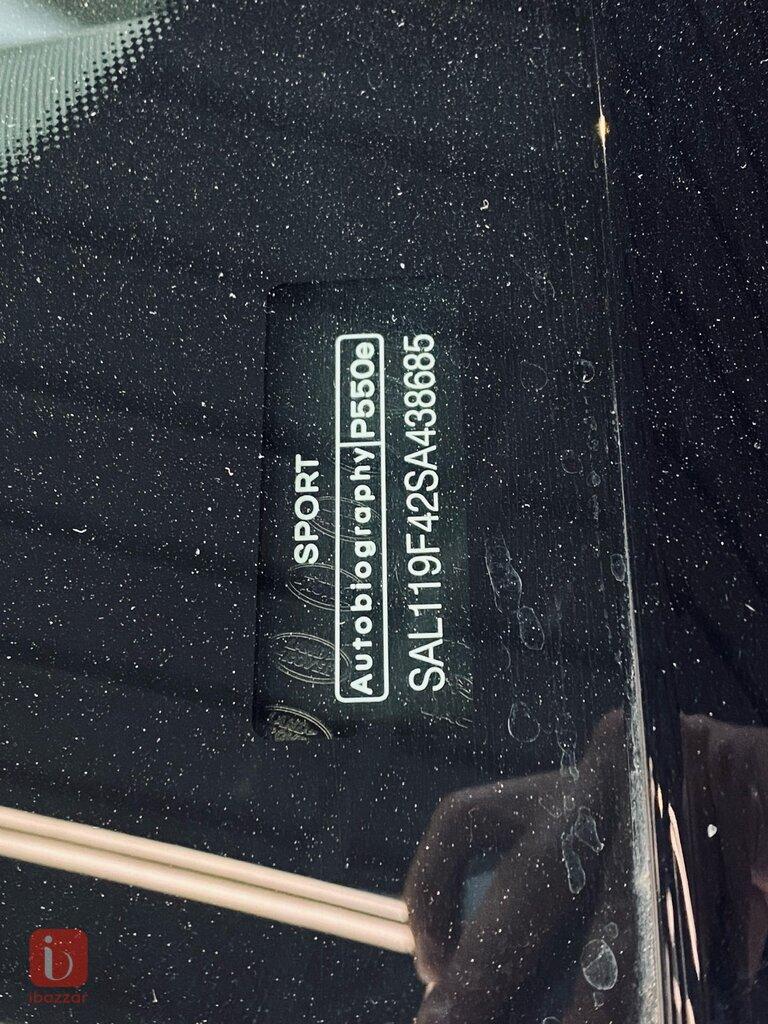 SPORT
Autobiography P550e
SAL119F42SA438685
ibazzar